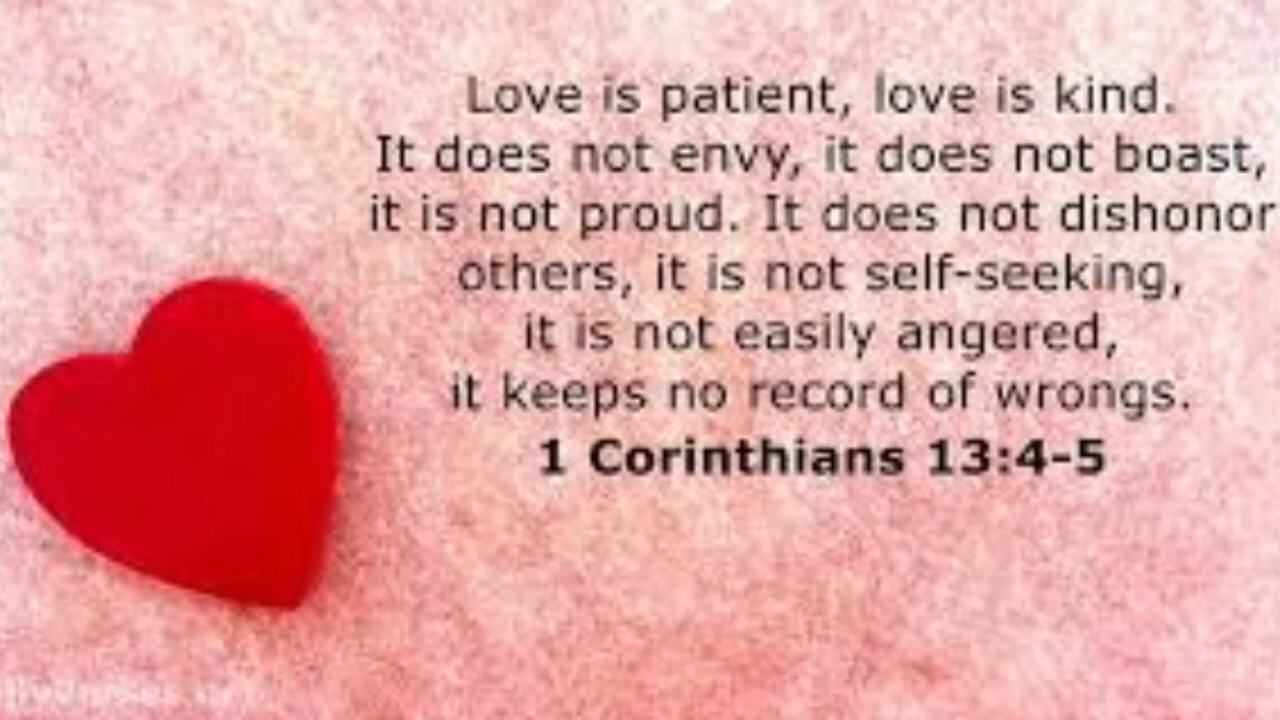 Love is patient, love is kind.
It does not envy, it does not boast,
it is not proud. It does not dishonor
others, it is not self-seeking,
it is not easily angered,
it keeps no record of wrongs.
1 Corinthians 13:4-5